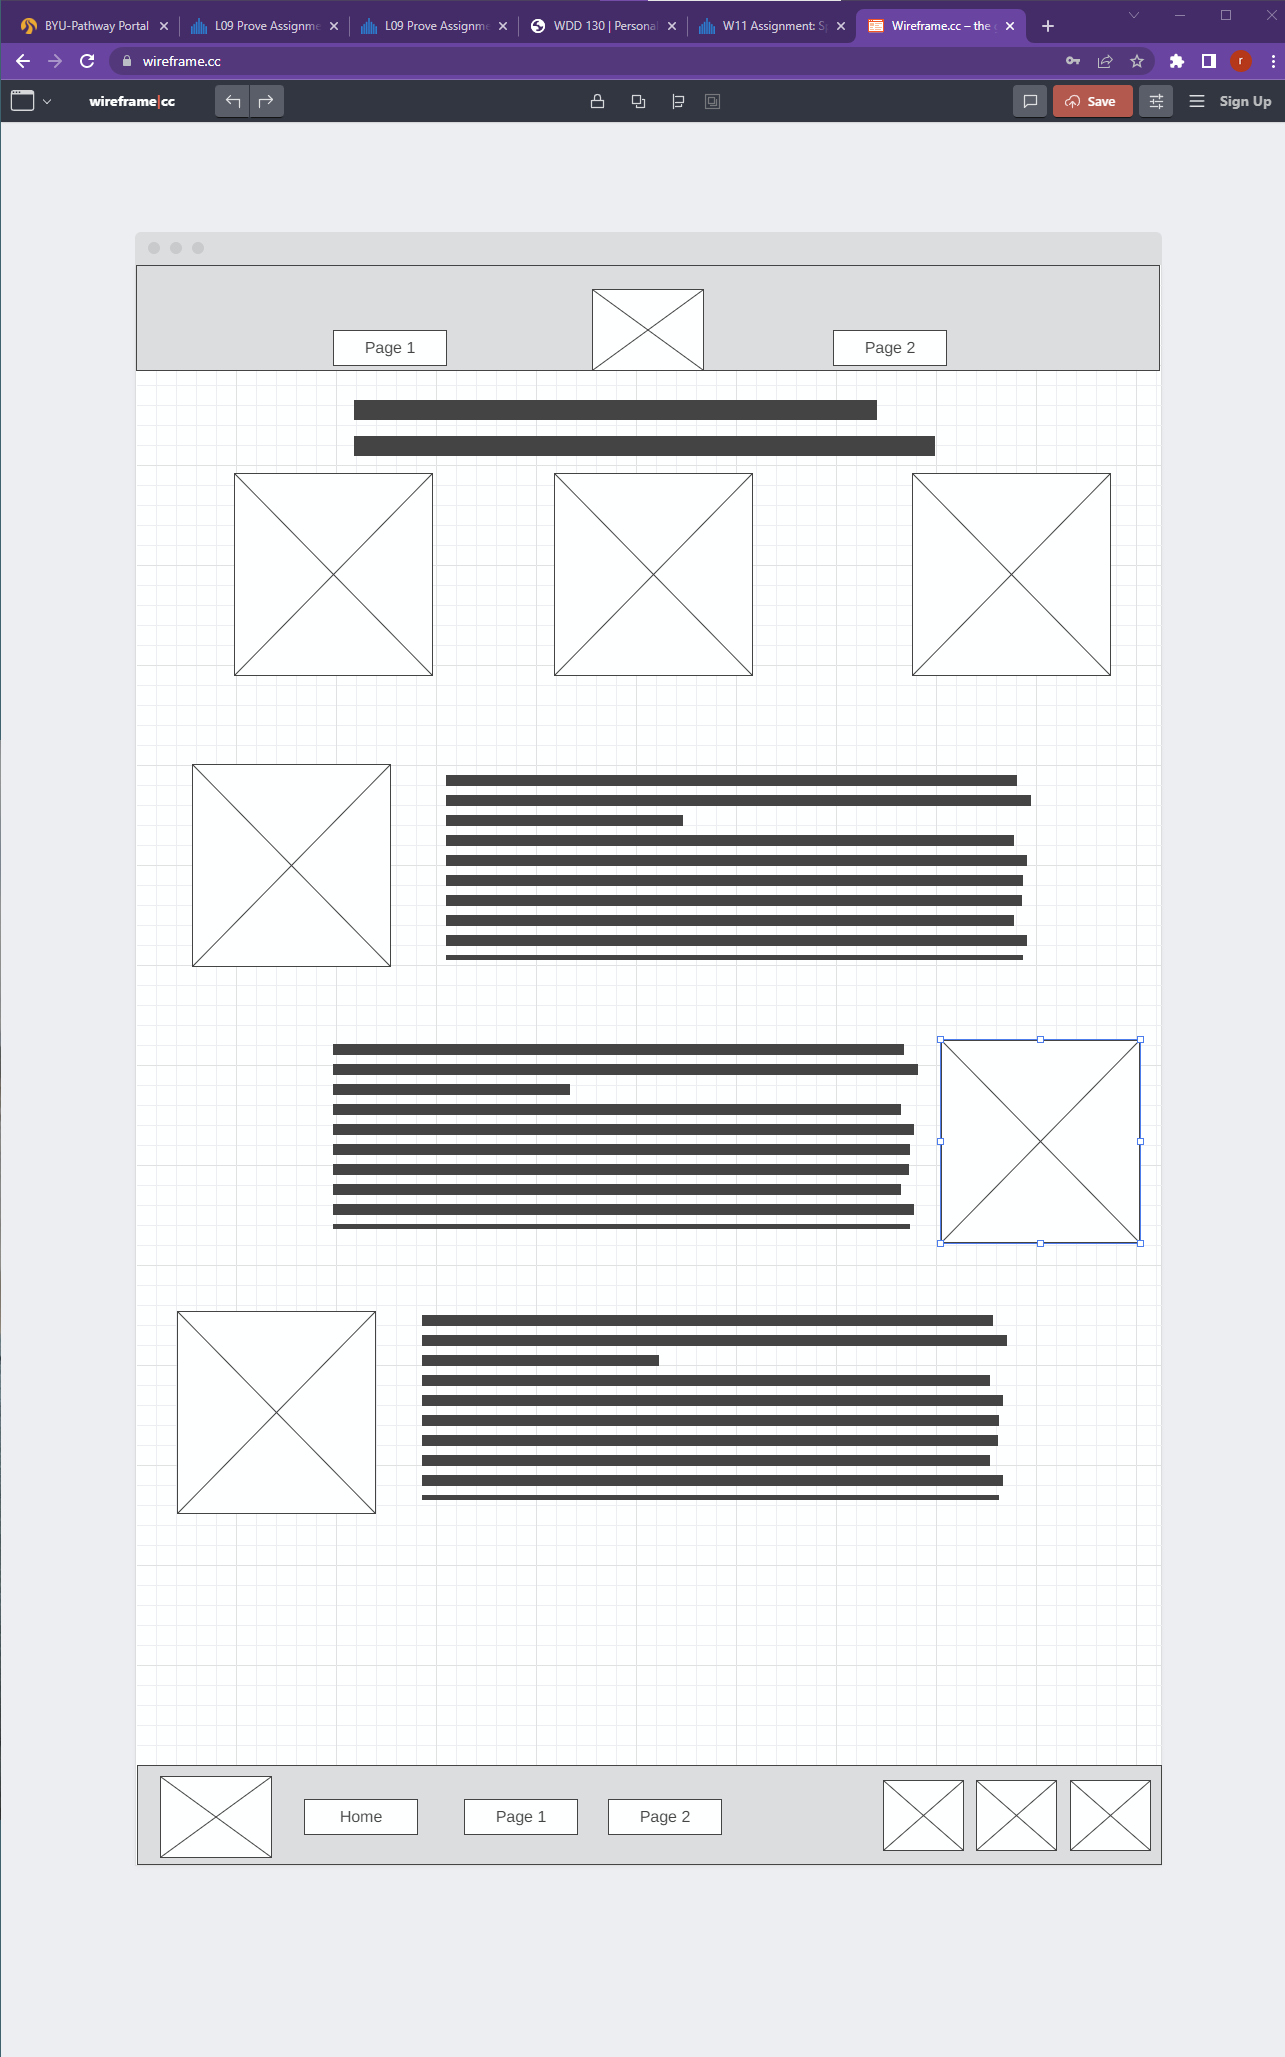 BYU-Pathway Portal
L09 Prove Assignme
L09 Prove Assignme
WDD 130 | Persona
W11 Assignment: S
Wireframe.cc – the
wireframe.cc
r
wireframe|cc
Save
Sign Up
Page 1
Page 2
Home
Page 1
Page 2